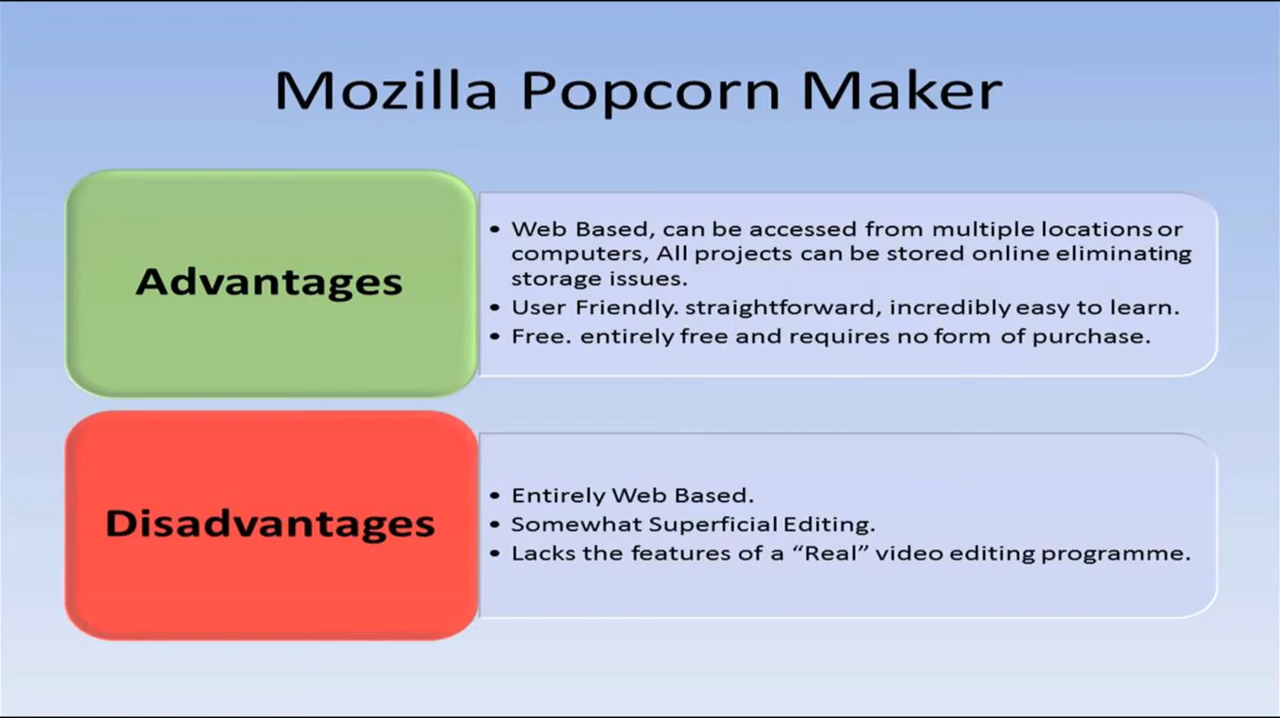 Mozilla Popcorn Maker
Advantages
• Web Based, can be accessed from multiple locations or
computers, All projects can be stored online eliminating
storage issues.
• User Friendly. straightforward, incredibly easy to learn.
• Free. entirely free and requires no form of purchase.
Disadvantages
• Entirely Web Based.
• Somewhat Superficial Editing.
• Lacks the features of a “Real” video editing programme.